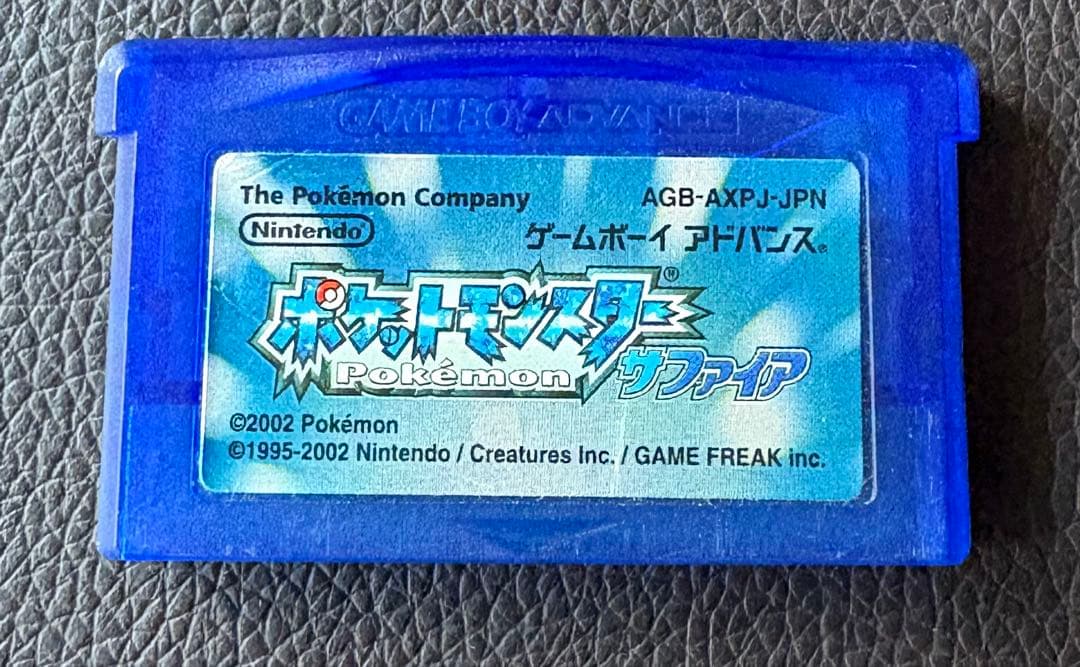 GAME BOY ADVANCE
The Pokémon Company AGB-AXPJ-JPN
Nintendo® ゲームボーイ アドバンス®
ポケットモンスター®
Pokémon サファイア
©2002 Pokémon
©1995-2002 Nintendo / Creatures inc. / GAME FREAK inc.